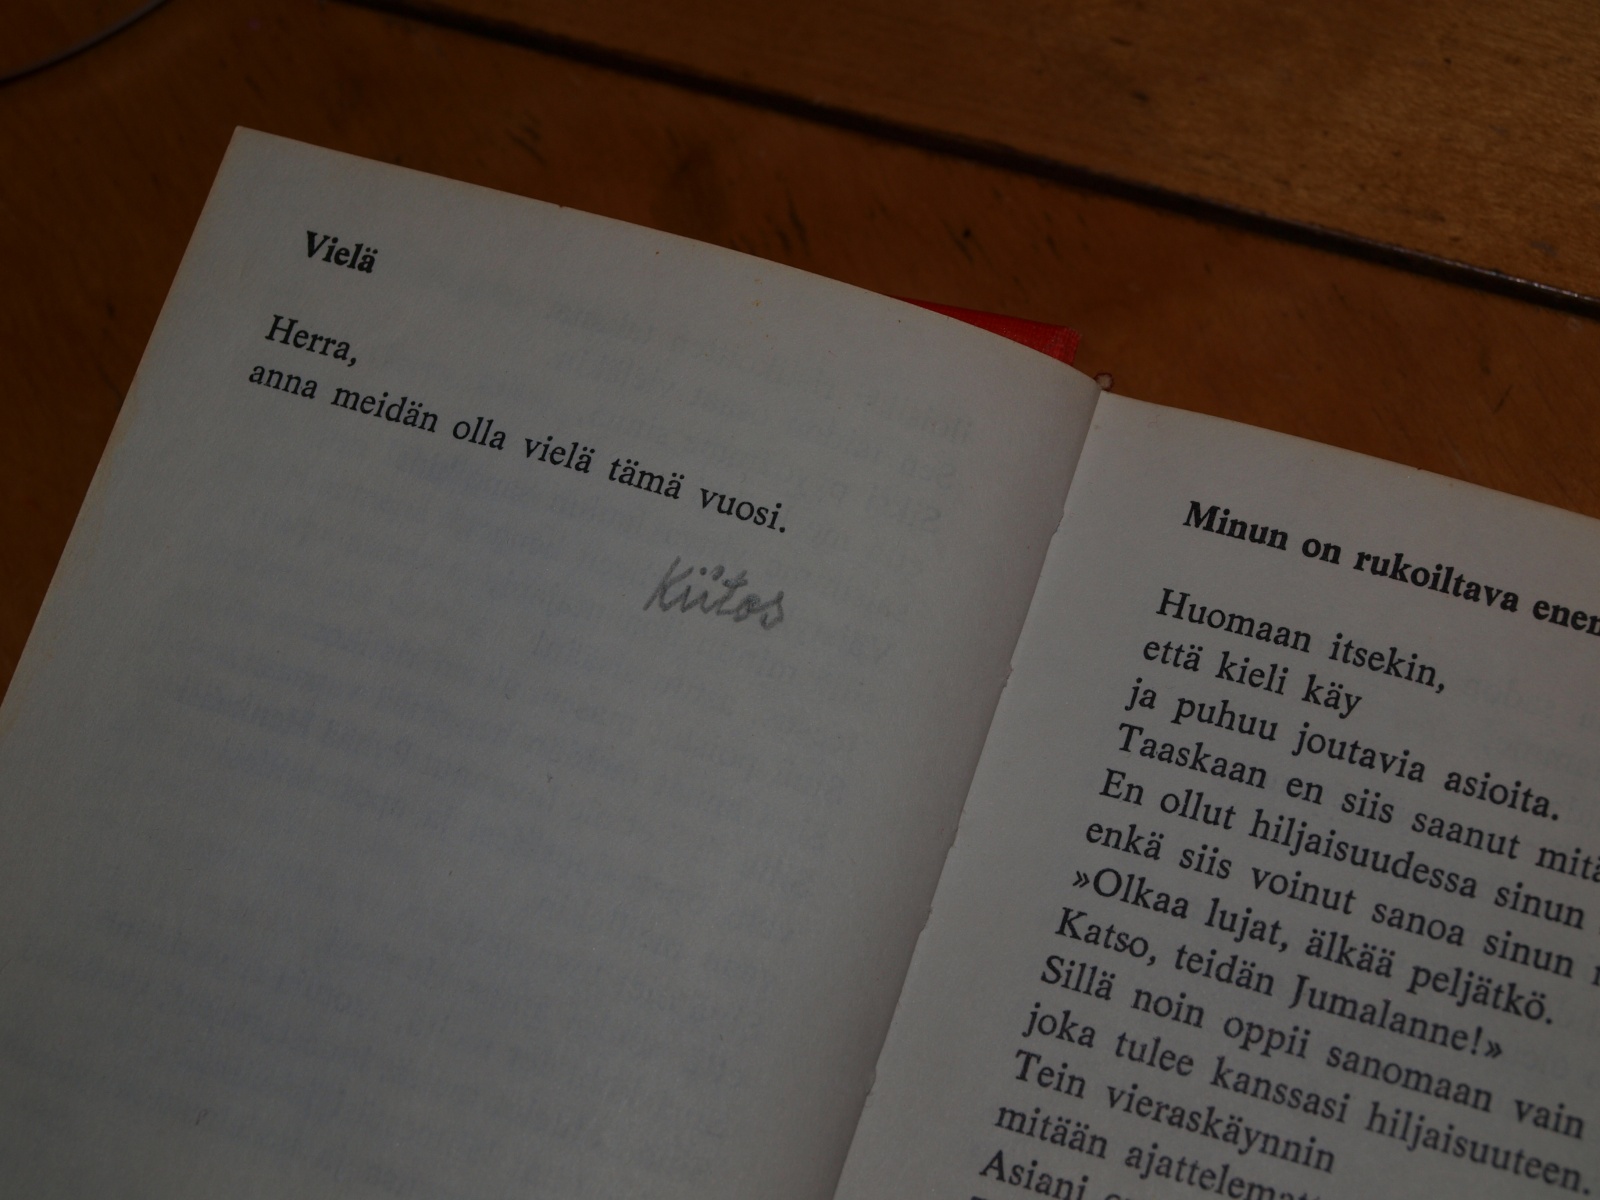 Vielä
Herra,
anna meidän olla vielä tämä vuosi.
Kiitos
Minun on rukoiltava
Huomaan itsekin,
että kieli käy
ja puhuu joutavia asioita.
Taaskaan en siis saanut
En ollut hiljaisuudessa sinun
enkä siis voinut sanoa sinun
»Olkaa lujat, älkää peljätkö.
Katso, teidän Jumalanne!»
Sillä noin oppii sanomaan vain
joka tulee kanssasi hiljaisuuteen.
Tein vieraskäynnin
mitään
Asiani